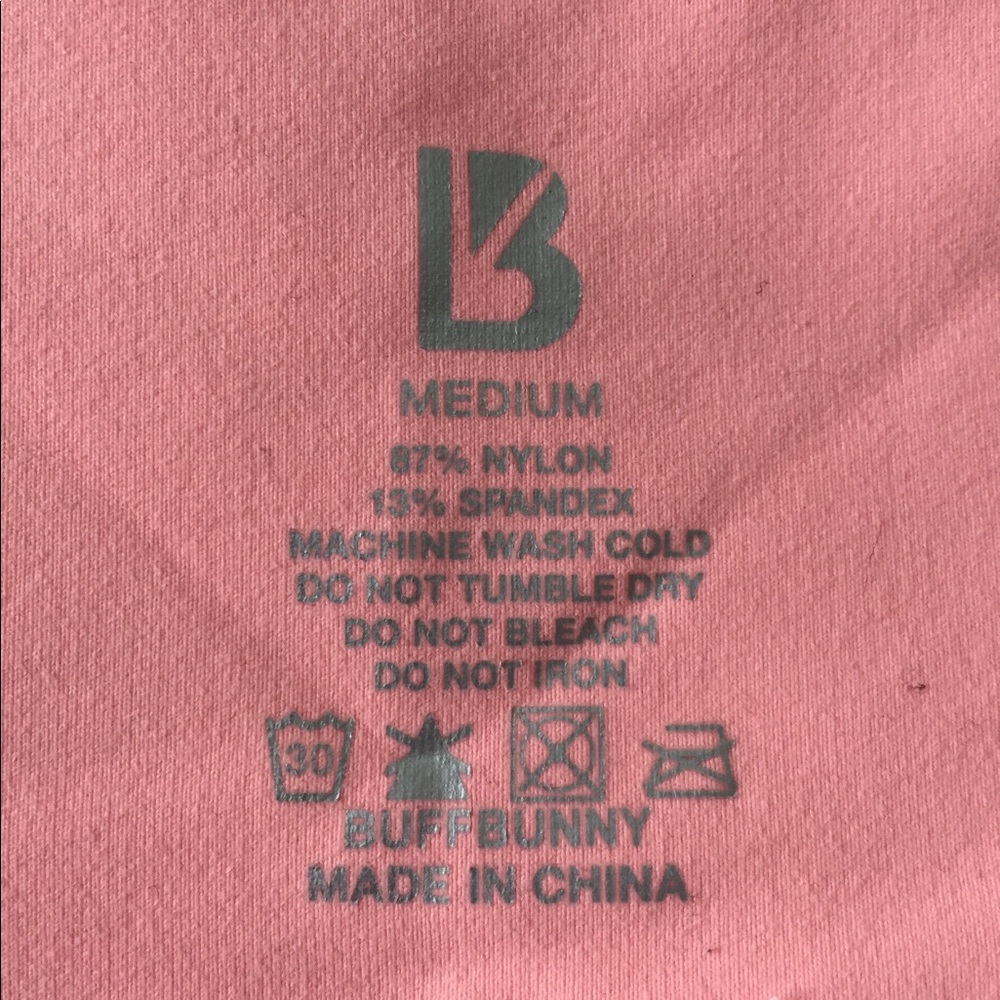 B
MEDIUM
87% NYLON
13% SPANDEX
MACHINE WASH COLD
DO NOT TUMBLE DRY
DO NOT BLEACH
DO NOT IRON
30
BUFFBUNNY
MADE IN CHINA